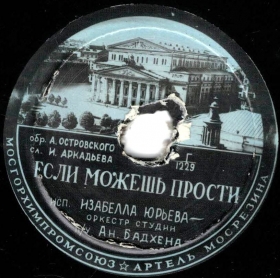 обр. А. ОСТРОВСКОГО
сл. И. АРКАДЬЕВА
Г
1229
ЕСЛИ МОЖЕШЬ ПРОСТИ
исп. ИЗАБЕЛЛА ЮРЬЕВА —
ОРКЕСТР СТУДИИ
Ан. БАДХЕНА
МОСГОРХИМПРОМСОЮЗ ☆ АРТЕЛЬ МОСРЕЗИНА